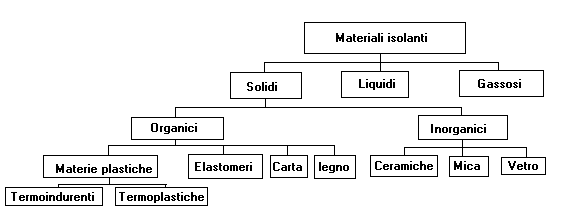 Materiali isolanti
Solidi
Liquidi
Gassosi
Organici
Inorganici
Materie plastiche
Elastomeri
Carta
legno
Ceramiche
Mica
Vetro
Termoindurenti
Termoplastiche